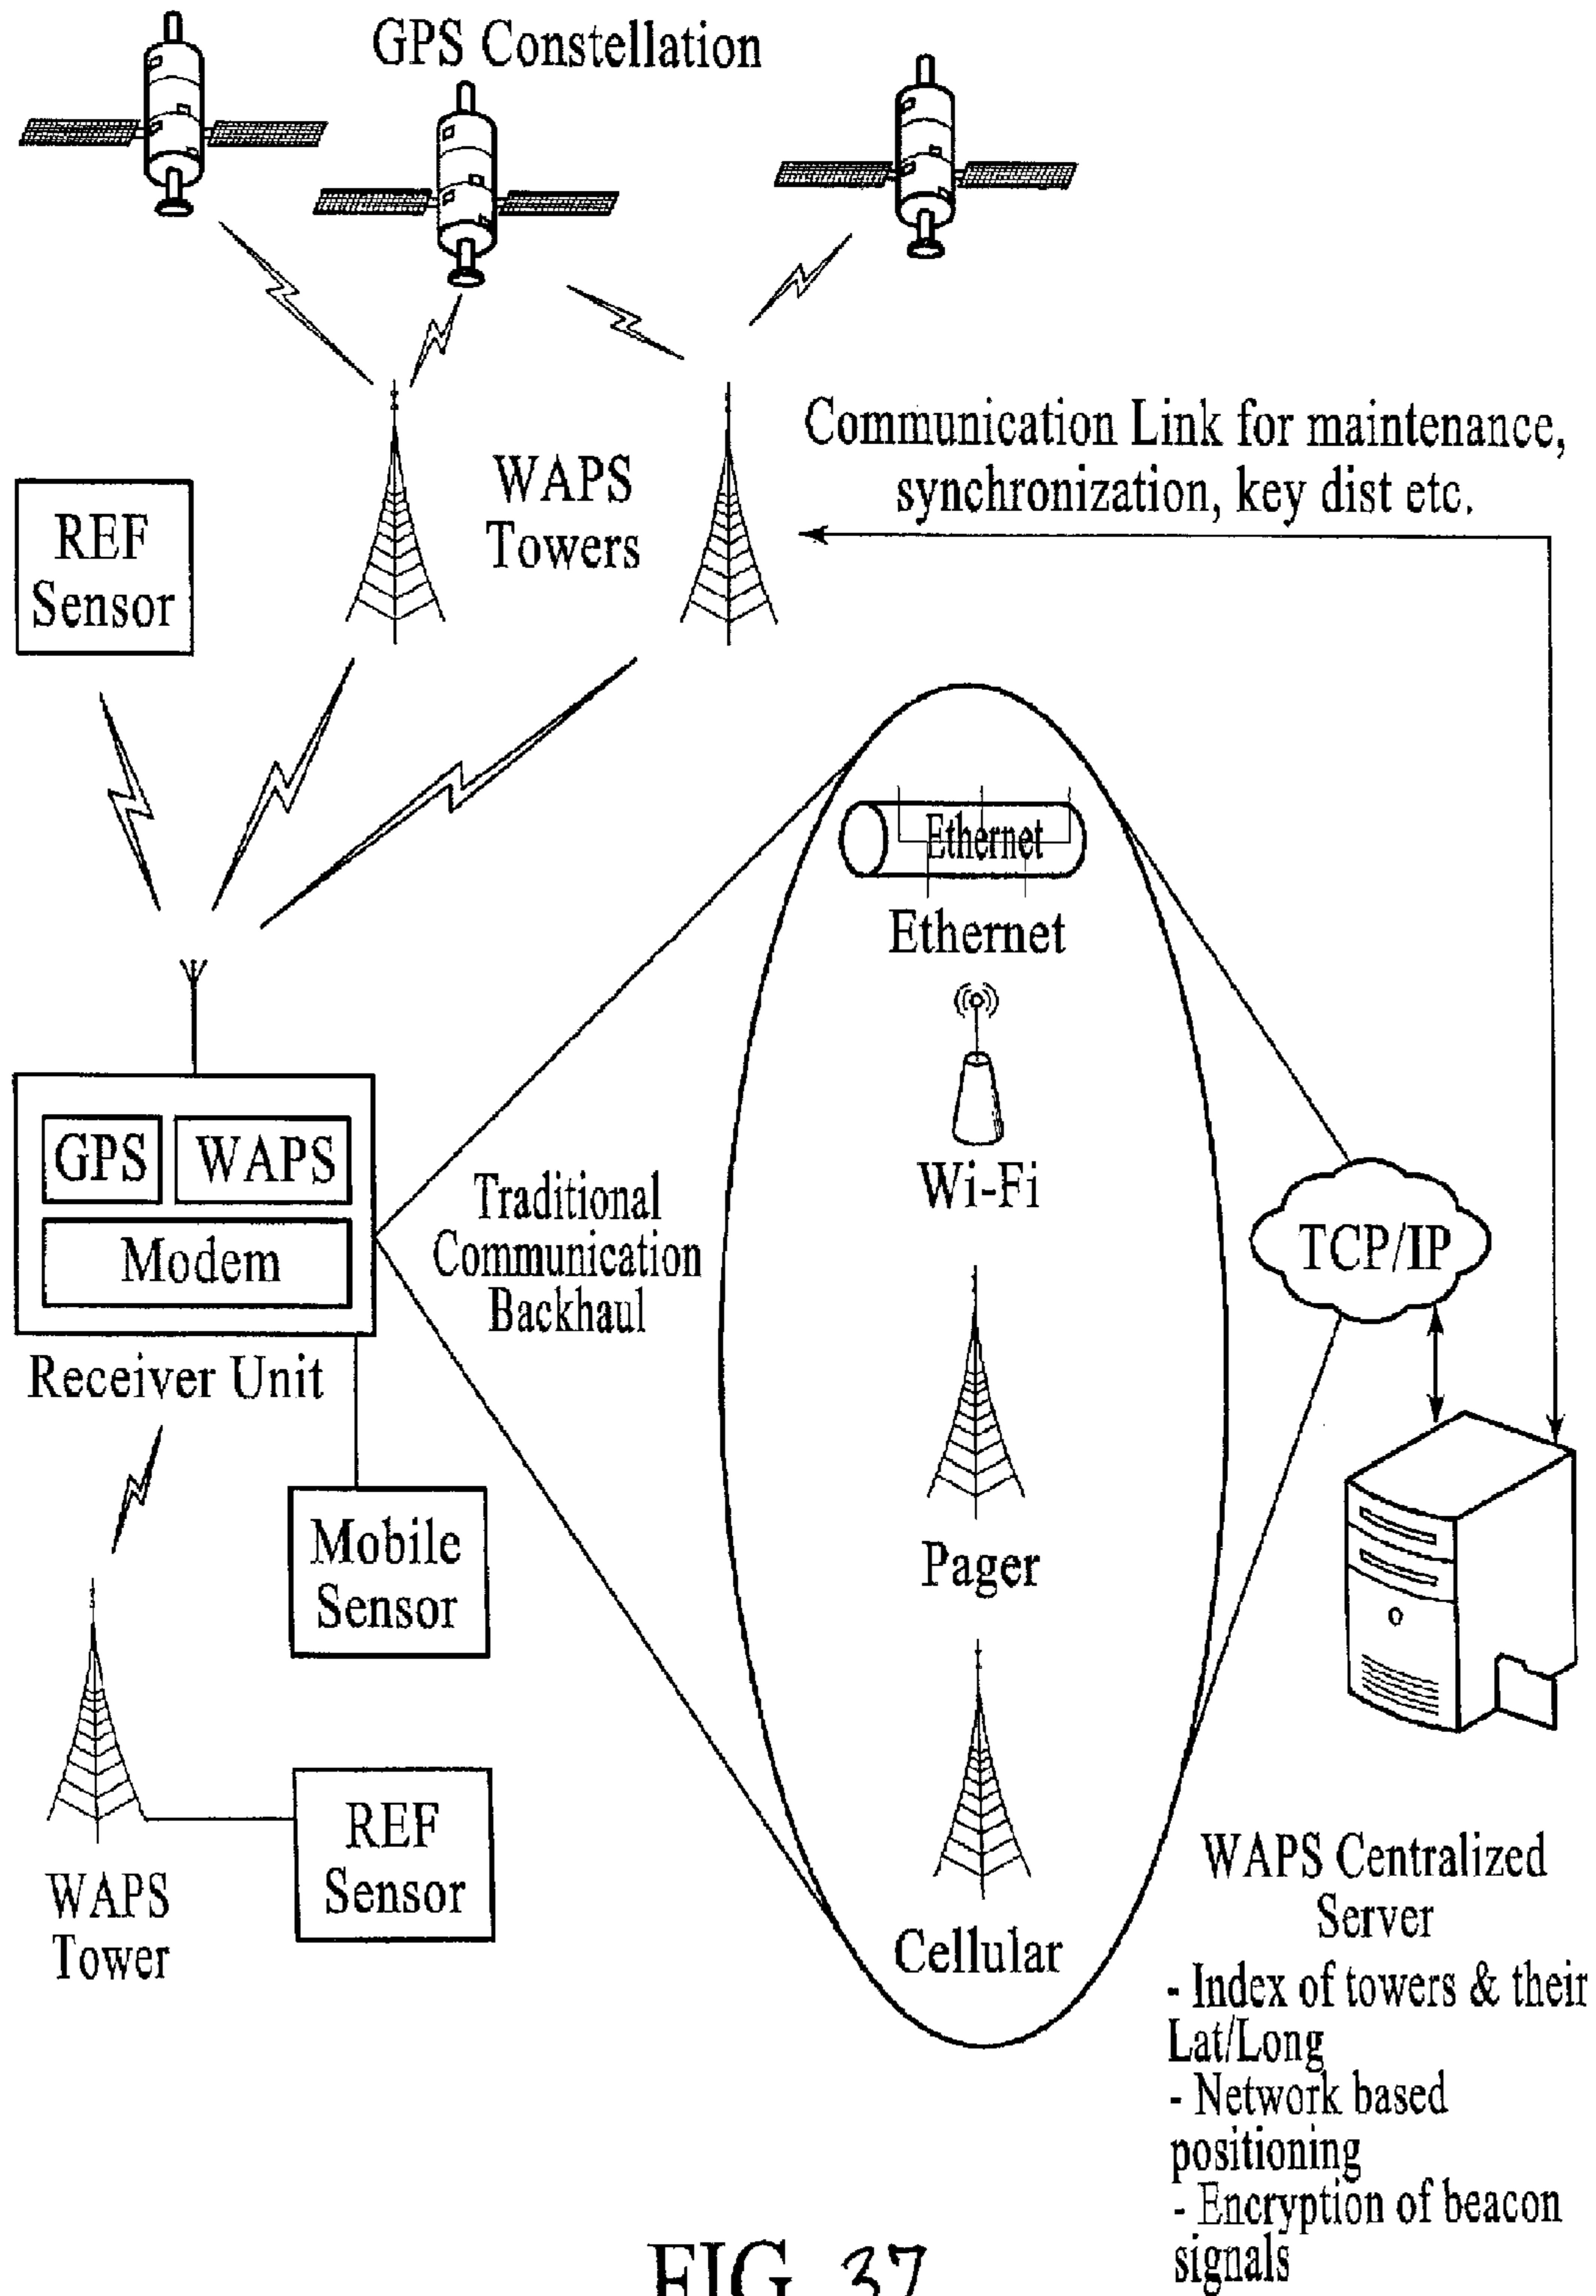 GPS Constellation
Communication Link for maintenance,
synchronization, key dist etc.
WAPS
Towers
REF
Sensor
Ethernet
Ethernet
Wi-Fi
Pager
Cellular
GPS
WAPS
Modem
Receiver Unit
Traditional
Communication
Backhaul
TCP/IP
Mobile
Sensor
WAPS
Tower
REF
Sensor
WAPS Centralized
Server
- Index of towers & their
Lat/Long
- Network based
positioning
- Encryption of beacon
signals
FIG. 37